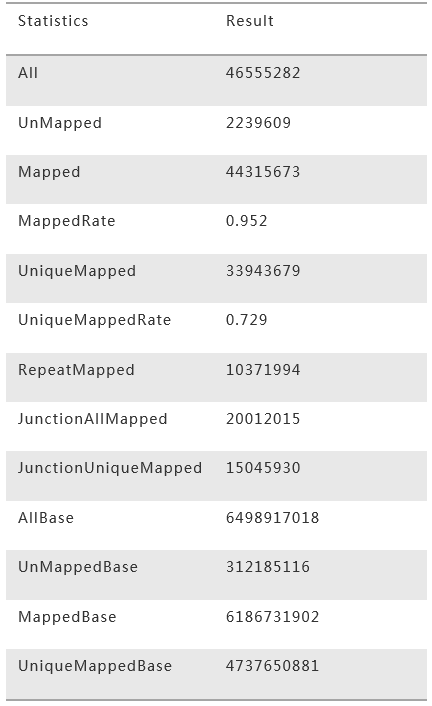 Statistics Result
All 46555282
UnMapped 2239609
Mapped 44315673
MappedRate 0.952
UniqueMapped 33943679
UniqueMappedRate 0.729
RepeatMapped 10371994
JunctionAllMapped 20012015
JunctionUniqueMapped 15045930
AllBase 6498917018
UnMappedBase 312185116
MappedBase 6186731902
UniqueMappedBase 4737650881